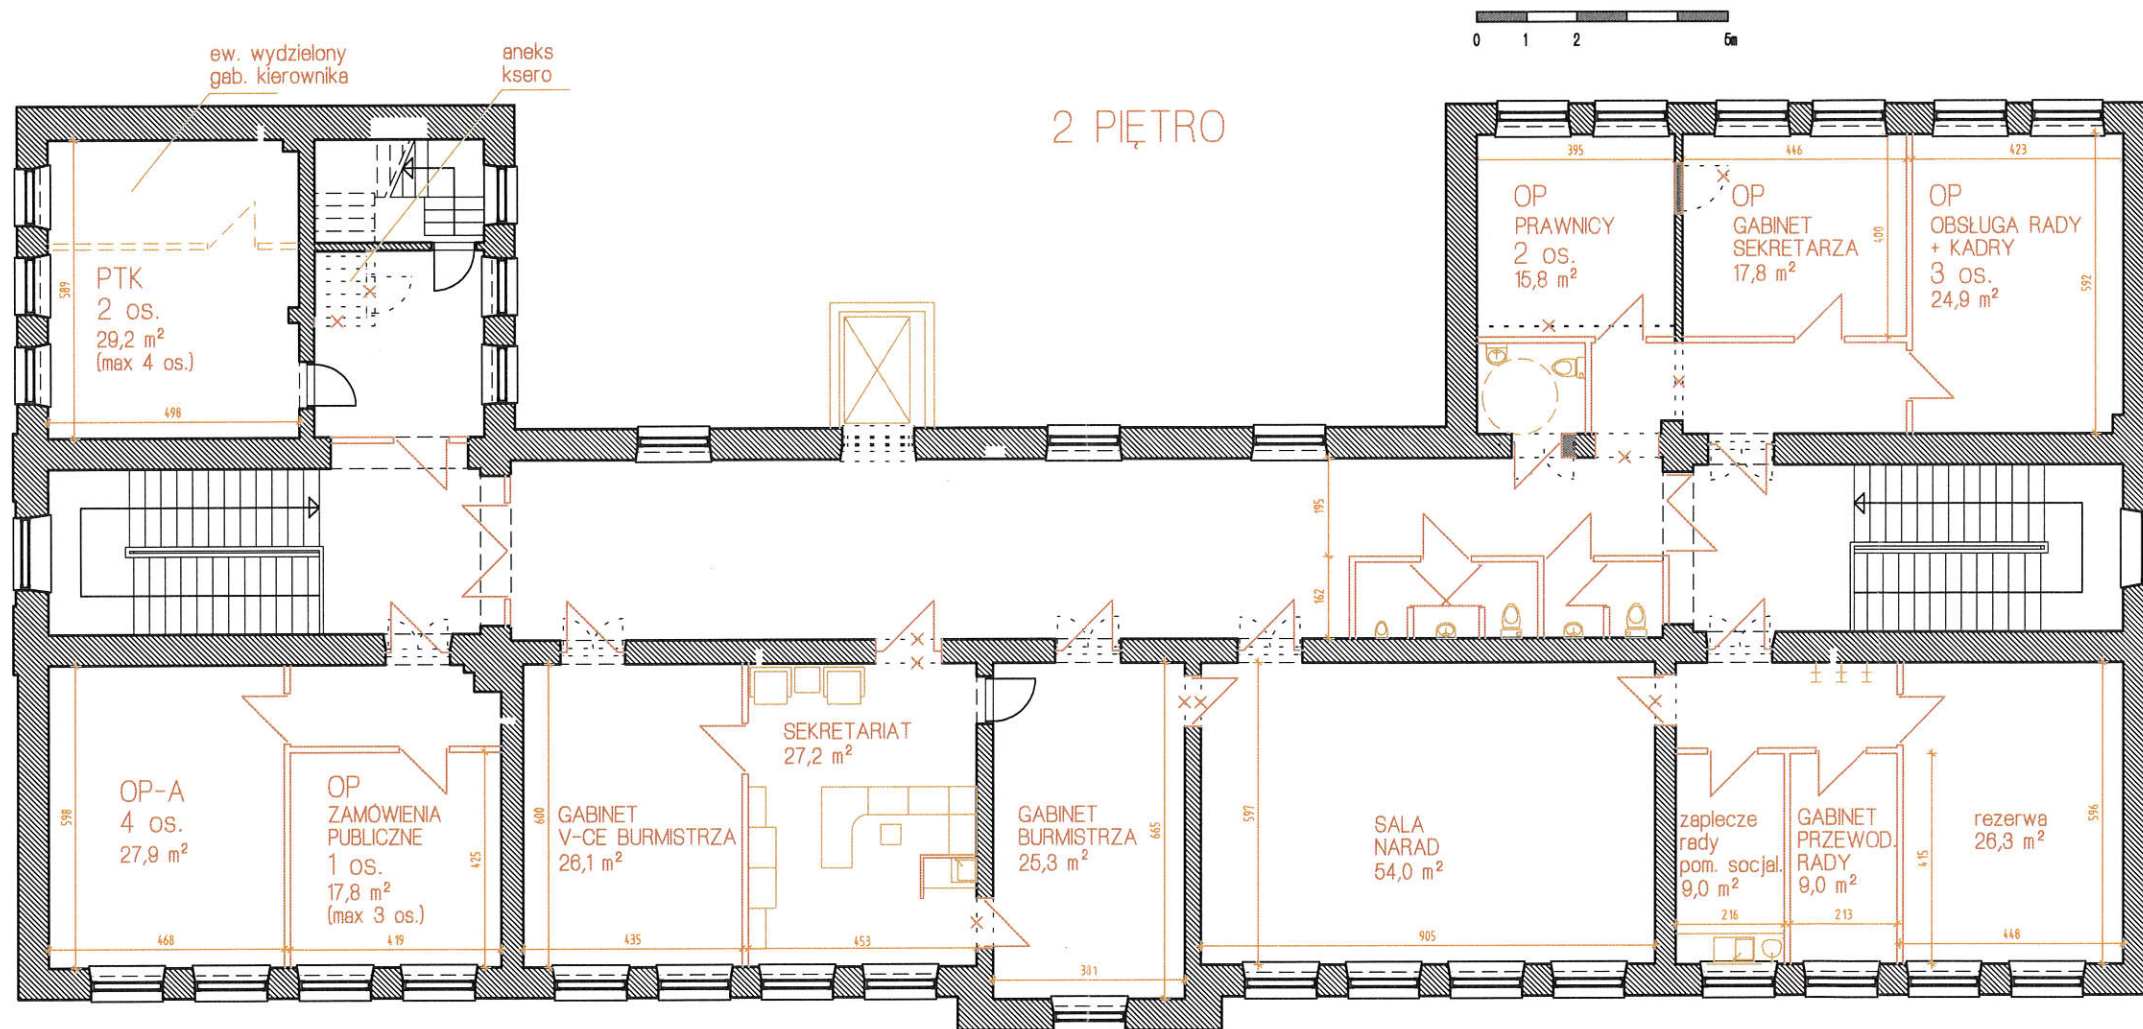 0 1 2 5m
ew. wydzielony
gab. kierownika
aneks
ksero
2 PIĘTRO
395
446
423
589
PTK
2 os.
29,2 m²
(max 4 os.)
498
OP
PRAWNICY
2 os.
15,8 m²
OP
GABINET
SEKRETARZA
17,8 m²
400
OP
OBSŁUGA RADY
+ KADRY
3 os.
24,9 m²
592
195
162
598
OP-A
4 os.
27,9 m²
468
OP
ZAMÓWIENIA
PUBLICZNE
1 os.
17,8 m²
(max 3 os.)
425
419
600
GABINET
V-CE BURMISTRZA
26,1 m²
435
SEKRETARIAT
27,2 m²
453
GABINET
BURMISTRZA
25,3 m²
665
381
597
SALA
NARAD
54,0 m²
905
zaplecze
rady
pom. socjal.
9,0 m²
216
GABINET
PRZEWOD.
RADY
9,0 m²
213
415
rezerwa
26,3 m²
596
448